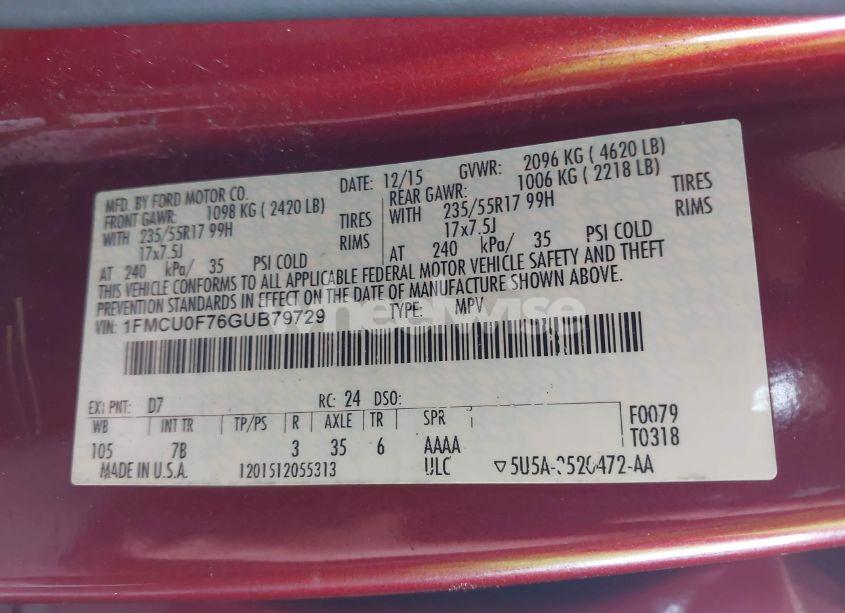 MFD. BY FORD MOTOR CO. DATE: 12/15 GVWR: 2096 KG ( 4620 LB)
FRONT GAWR: 1098 KG ( 2420 LB) REAR GAWR: 1006 KG ( 2218 LB)
WITH 235/55R17 99H TIRES WITH 235/55R17 99H TIRES
17x7.5J RIMS 17x7.5J RIMS
AT 240 kPa/ 35 PSI COLD AT 240 kPa/ 35 PSI COLD
THIS VEHICLE CONFORMS TO ALL APPLICABLE FEDERAL MOTOR VEHICLE SAFETY AND THEFT
PREVENTION STANDARDS IN EFFECT ON THE DATE OF MANUFACTURE SHOWN ABOVE.
VIN: 1FMCU0F76GUB79729 TYPE: MPV
wheelwise
EXT PNT: D7 RC: 24 DSO:
WB INT TR TP/PS R AXLE TR SPR F0079
105 7B 3 35 6 AAAA T0318
MADE IN U.S.A. 1201512055313 ULC